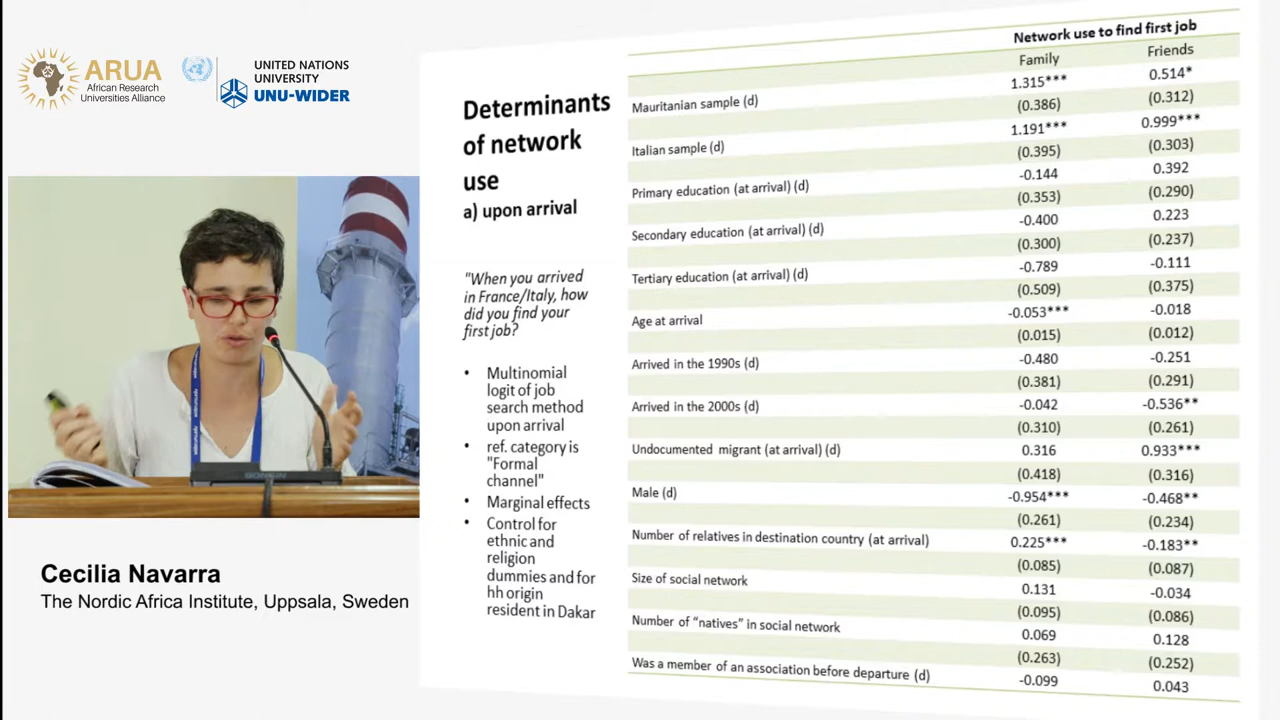 ARUA
African Research
Universities Alliance
UNITED NATIONS
UNIVERSITY
UNU-WIDER
Cecilia Navarra
The Nordic Africa Institute, Uppsala, Sweden
Determinants
of network
use
a) upon arrival
"When you arrived
in France/Italy, how
did you find your
first job?
• Multinomial
logit of job
search method
upon arrival
• ref. category is
"Formal
channel"
• Marginal effects
• Control for
ethnic and
religion
dummies and for
hh origin
resident in Dakar
Network use to find first job
Family Friends
Mauritanian sample (d) 1.315*** 0.514*
(0.386) (0.312)
Italian sample (d) 1.191*** 0.999***
(0.395) (0.303)
Primary education (at arrival) (d) -0.144 0.392
(0.353) (0.290)
Secondary education (at arrival) (d) -0.400 0.223
(0.300) (0.237)
Tertiary education (at arrival) (d) -0.789 -0.111
(0.509) (0.375)
Age at arrival -0.053*** -0.018
(0.015) (0.012)
Arrived in the 1990s (d) -0.480 -0.251
(0.381) (0.291)
Arrived in the 2000s (d) -0.042 -0.536**
(0.310) (0.261)
Undocumented migrant (at arrival) (d) 0.316 0.933***
(0.418) (0.316)
Male (d) -0.954*** -0.468**
(0.261) (0.234)
Number of relatives in destination country (at arrival) 0.225*** -0.183**
(0.085) (0.087)
Size of social network 0.131 -0.034
(0.095) (0.086)
Number of “natives” in social network 0.069 0.128
(0.263) (0.252)
Was a member of an association before departure (d) -0.099 0.043